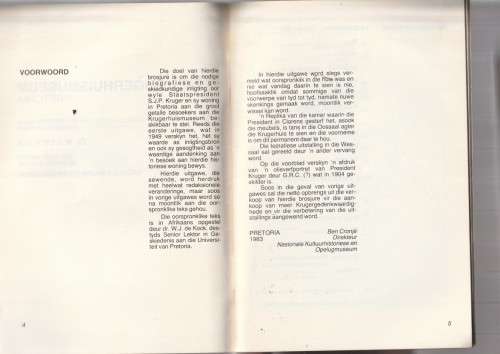 VOORWOORD
Die doel van hierdie
brosjure is om die nodige
biografiese en ge-
skiedkundige inligting oor
wyle Staatspresident
S.J.P. Kruger en sy woning
in Pretoria aan die groot
getalle besoekers aan die
Krugerhuismuseum be-
skikbaar te stel. Reeds die
eerste uitgawe, wat in
1949 verskyn het, het sy
waarde as inligtingsbron
en ook sy geskiktheid as 'n
ewentige aandenking aan
'n besoek aan hierdie his-
toriese woning bewys.
Hierdie uitgawe, die
sewende, word herdruk
met heelwat redaksionele
veranderinge, maar soos
in vorige uitgawes word so
na moontlik aan die oor-
spronklike teks gehou.
Die oorspronklike teks
is in Afrikaans opgestel
deur dr. W.J. de Kock, des-
tyds Senior Lektor in Ge-
skiedenis aan die Universi-
teit van Pretoria.
4
In hierdie uitgawe word slegs ver-
meld wat oorspronklik in die
nie wat vandag daarin te sien is nie,
hoofsaaklik omdat sommige van die
voorwerpe van tyd tot tyd, namate nuwe
skenkings gemaak word, moontlik ver-
wissel kan word.
'n Replika van die kamer waarin die
President in Clarens gesterf het, asook
die meubels, is tans in die Oossaal agter
die Krugerhuis te sien en die voorneme
is om dit permanent daar te hou.
Die tematiese uitstalling in die Wes-
saal sal gereeld deur 'n ander vervang
word.
Op die voorblad verskyn 'n afdruk
van 'n olieverfportret van President
Kruger deur G.R.C. (?) wat in 1904 ge-
skilder is.
Soos in die geval van vorige uit-
gawes sal die netto opbrengs uit die ver-
koop van hierdie brosjure vir die aan-
koop van meer Krugergedenkwaardig-
hede en vir die verbetering van die uit-
stallings aangewend word.
PRETORIA Ben Cronjé
1983 Direkteur
Nasionale Kultuurhistoriese en
Opelugmuseum
5